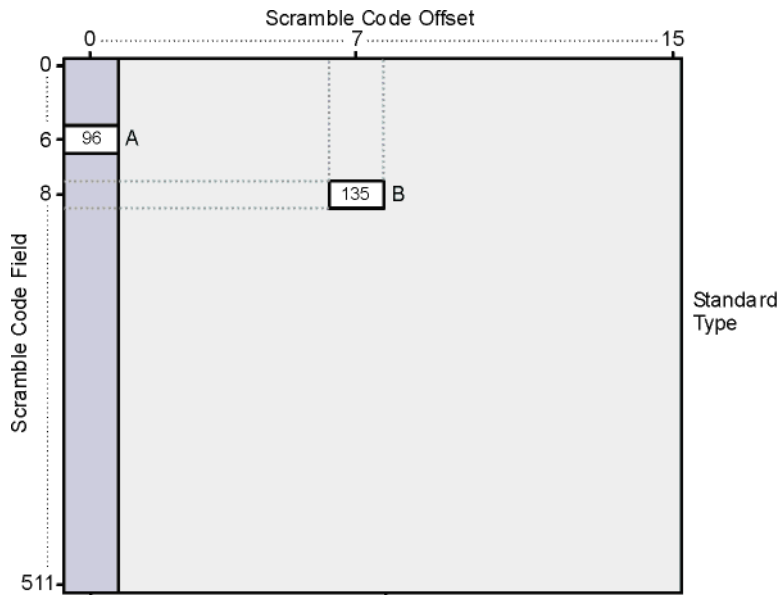 Scramble Code Offset
0 7 15
0
6 96 A
8 135 B
Scramble Code Field
Standard
Type
511